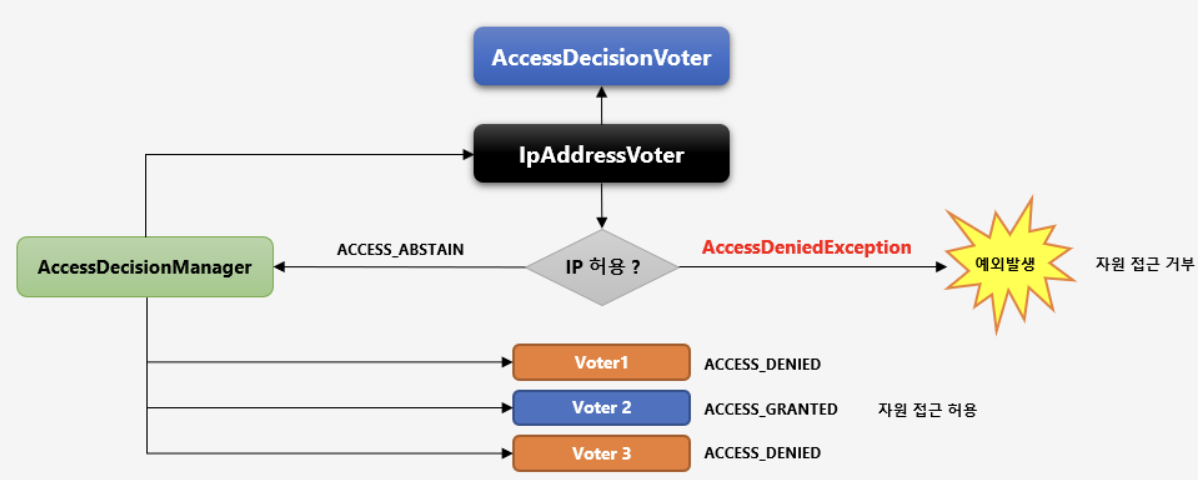 AccessDecisionVoter
IpAddressVoter
AccessDecisionManager
ACCESS_ABSTAIN
IP 허용 ?
AccessDeniedException
예외발생
자원 접근 거부
Voter1
ACCESS_DENIED
Voter 2
ACCESS_GRANTED
자원 접근 허용
Voter 3
ACCESS_DENIED